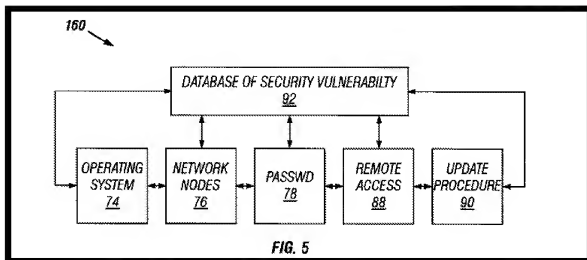 160
DATABASE OF SECURITY VULNERABILTY
92
OPERATING
SYSTEM
74
NETWORK
NODES
76
PASSWD
78
REMOTE
ACCESS
88
UPDATE
PROCEDURE
90
FIG. 5